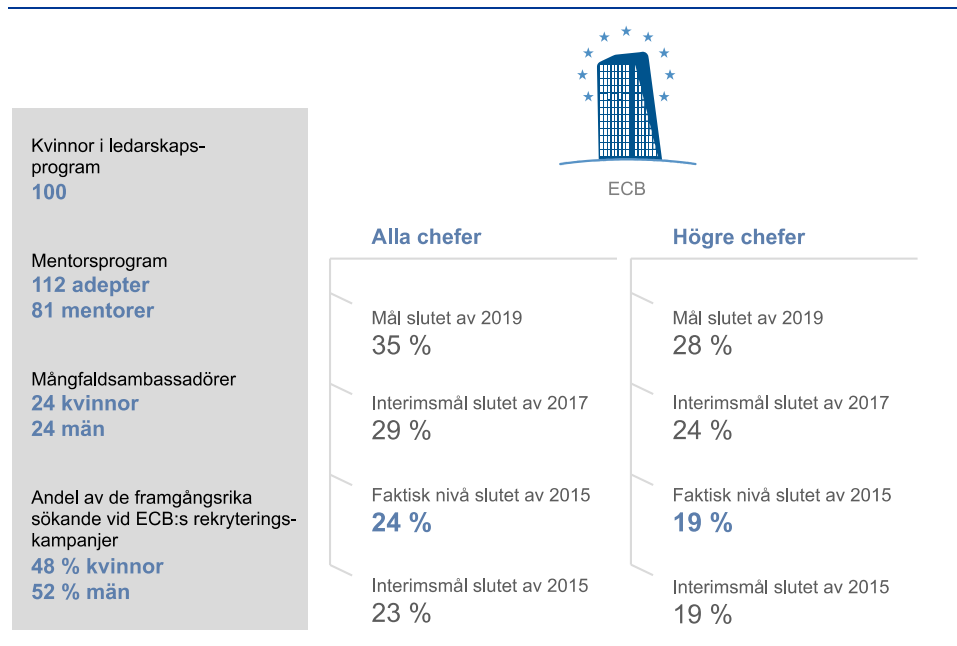 Kvinnor i ledarskaps-
program
100
Mentorsprogram
112 adepter
81 mentorer
Mångfaldsambassadörer
24 kvinnor
24 män
Andel av de framgångsrika
sökande vid ECB:s rekryterings-
kampanjer
48 % kvinnor
52 % män
ECB
Alla chefer
Mål slutet av 2019
35 %
Interimsmål slutet av 2017
29 %
Faktisk nivå slutet av 2015
24 %
Interimsmål slutet av 2015
23 %
Högre chefer
Mål slutet av 2019
28 %
Interimsmål slutet av 2017
24 %
Faktisk nivå slutet av 2015
19 %
Interimsmål slutet av 2015
19 %